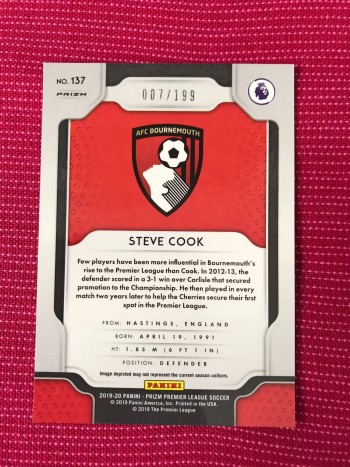 NO. 137
PRIZM
007/199
AFC BOURNEMOUTH
STEVE COOK
Few players have been more influential in Bournemouth's
rise to the Premier League than Cook. In 2012-13, the
defender scored in a 3-1 win over Carlisle that secured
promotion to the Championship. He then played in every
match two years later to help the Cherries secure their first
spot in the Premier League.
FROM: HASTINGS, ENGLAND
BORN: APRIL 19, 1991
HT: 1.85 M (6 FT 1 IN)
POSITION: DEFENDER
Image depicted may not represent the current season uniform.
PANINI
2019-20 PANINI - PRIZM PREMIER LEAGUE SOCCER
© 2019 Panini America, Inc. Printed in the USA.
© 2019 The Premier League